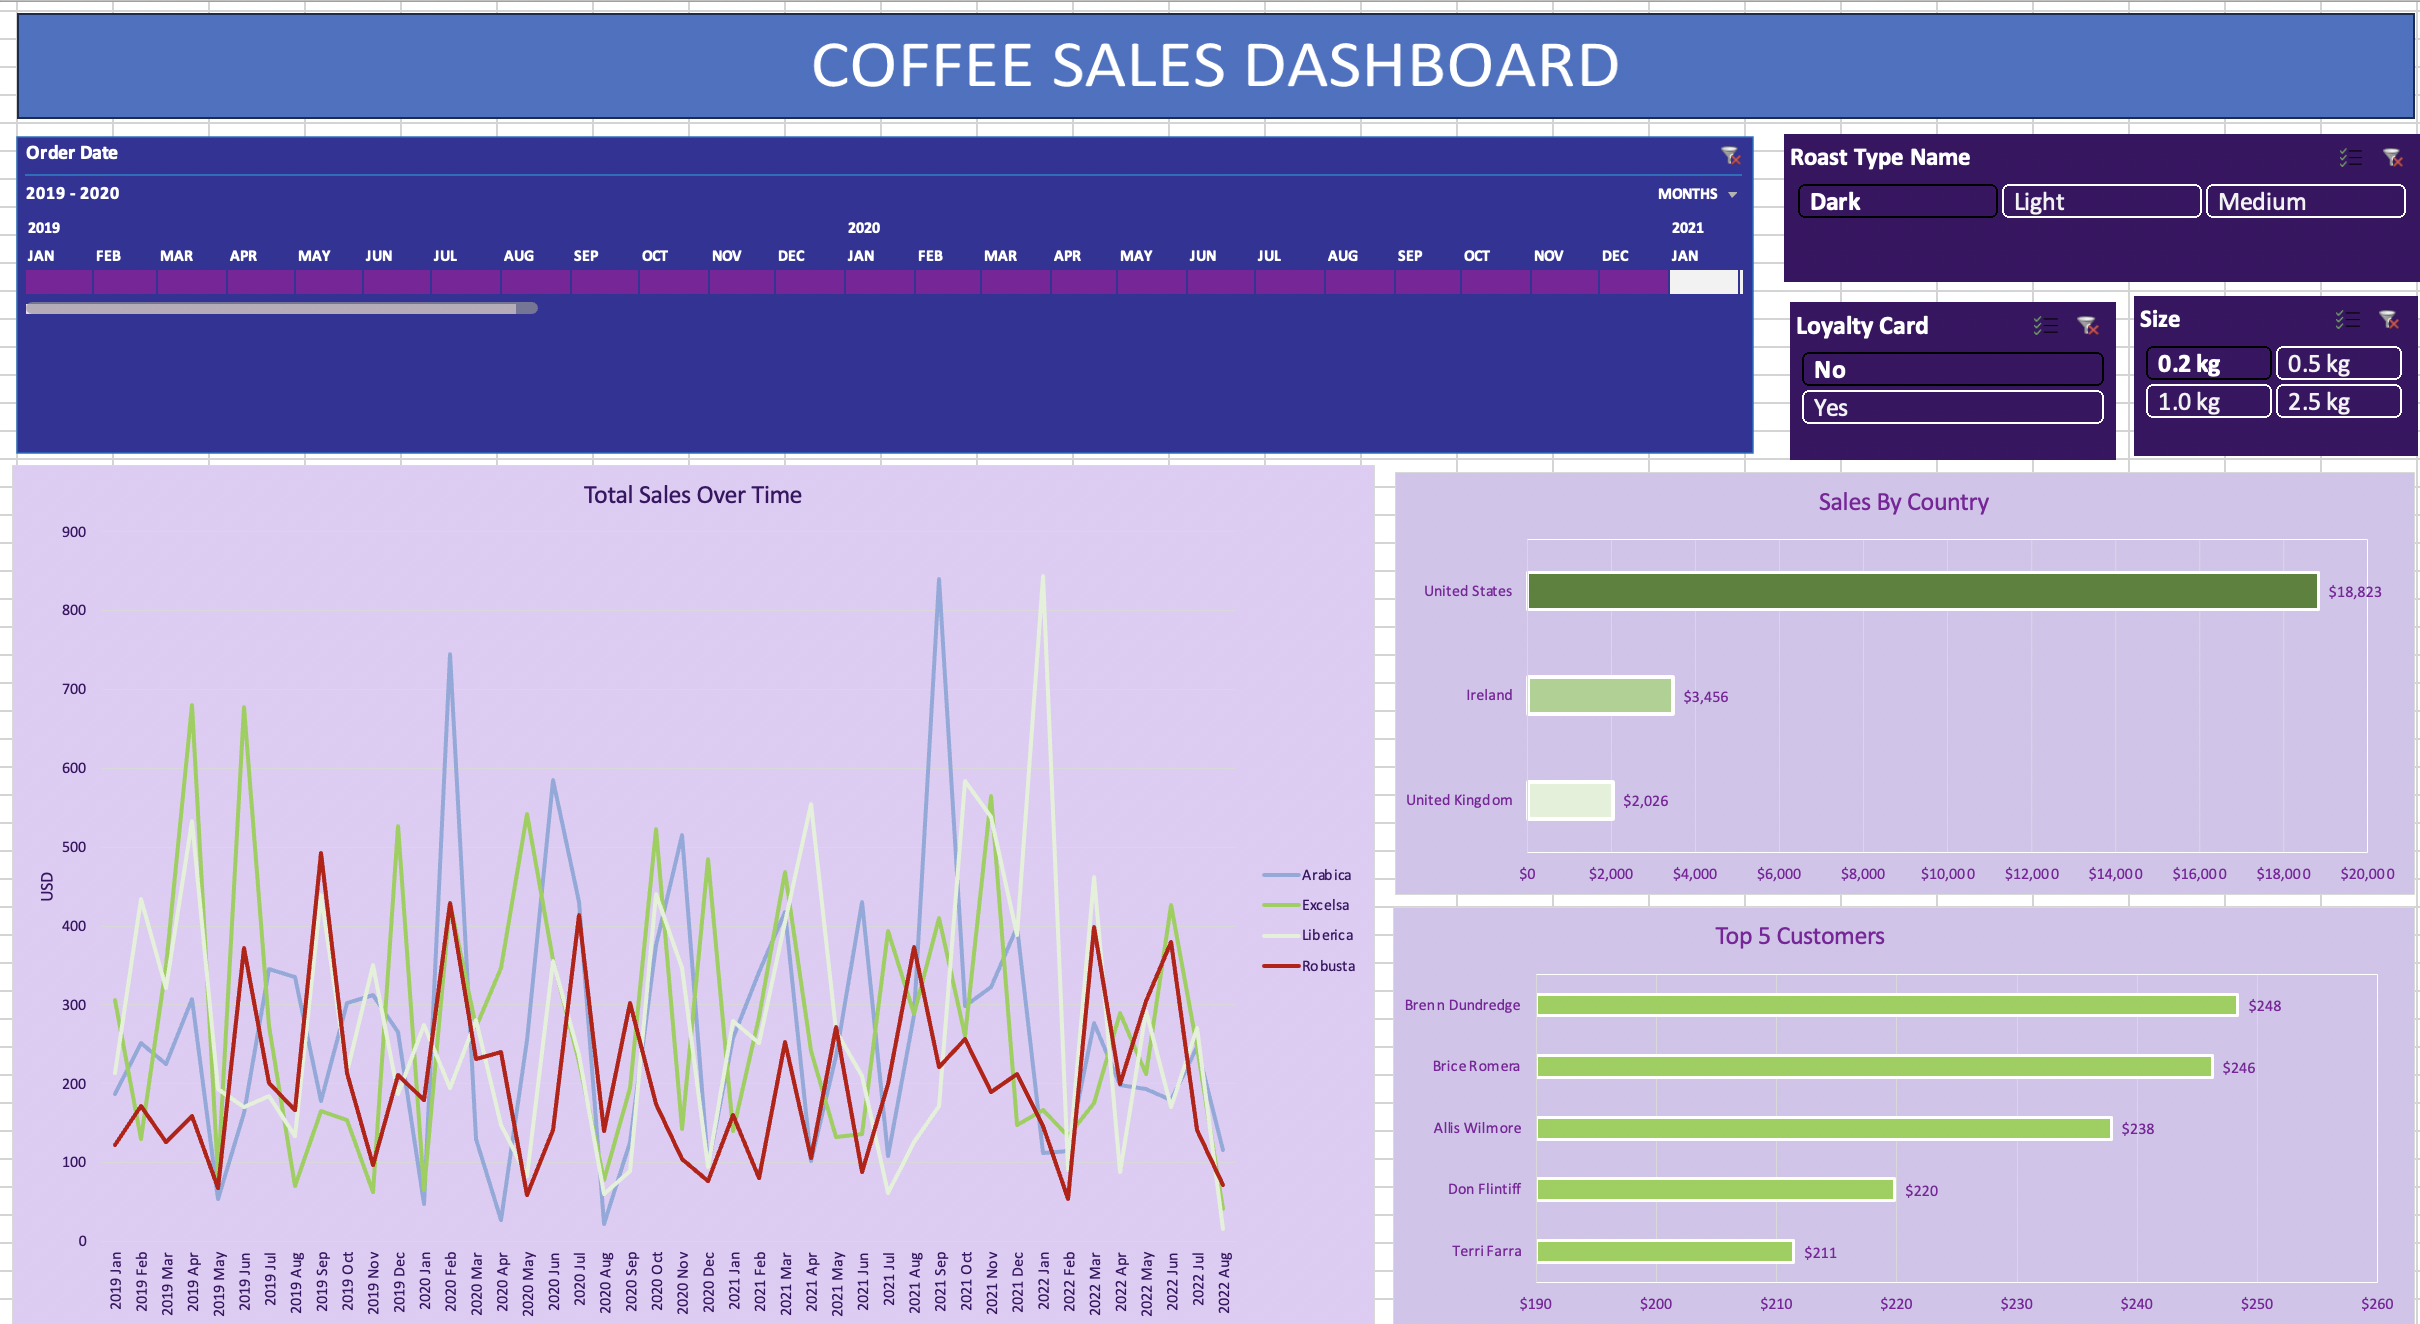 COFFEE SALES DASHBOARD
Order Date
2019 - 2020
MONTHS
2019 2020 2021
JAN FEB MAR APR MAY JUN JUL AUG SEP OCT NOV DEC JAN FEB MAR APR MAY JUN JUL AUG SEP OCT NOV DEC JAN
Roast Type Name
Dark Light Medium
Loyalty Card
No
Yes
Size
0.2 kg 0.5 kg
1.0 kg 2.5 kg
Total Sales Over Time
900
800
700
600
500
400
300
200
100
0
USD
2019 Jan
2019 Feb
2019 Mar
2019 Apr
2019 May
2019 Jun
2019 Jul
2019 Aug
2019 Sep
2019 Oct
2019 Nov
2019 Dec
2020 Jan
2020 Feb
2020 Mar
2020 Apr
2020 May
2020 Jun
2020 Jul
2020 Aug
2020 Sep
2020 Oct
2020 Nov
2020 Dec
2021 Jan
2021 Feb
2021 Mar
2021 Apr
2021 May
2021 Jun
2021 Jul
2021 Aug
2021 Sep
2021 Oct
2021 Nov
2021 Dec
2022 Jan
2022 Feb
2022 Mar
2022 Apr
2022 May
2022 Jun
2022 Jul
2022 Aug
Arabica
Excelsa
Liberica
Robusta
Sales By Country
United States $18,823
Ireland $3,456
United Kingdom $2,026
$0 $2,000 $4,000 $6,000 $8,000 $10,000 $12,000 $14,000 $16,000 $18,000 $20,000
Top 5 Customers
Brenn Dundredge $248
Brice Romera $246
Allis Wilmore $238
Don Flintiff $220
Terri Farra $211
$190 $200 $210 $220 $230 $240 $250 $260